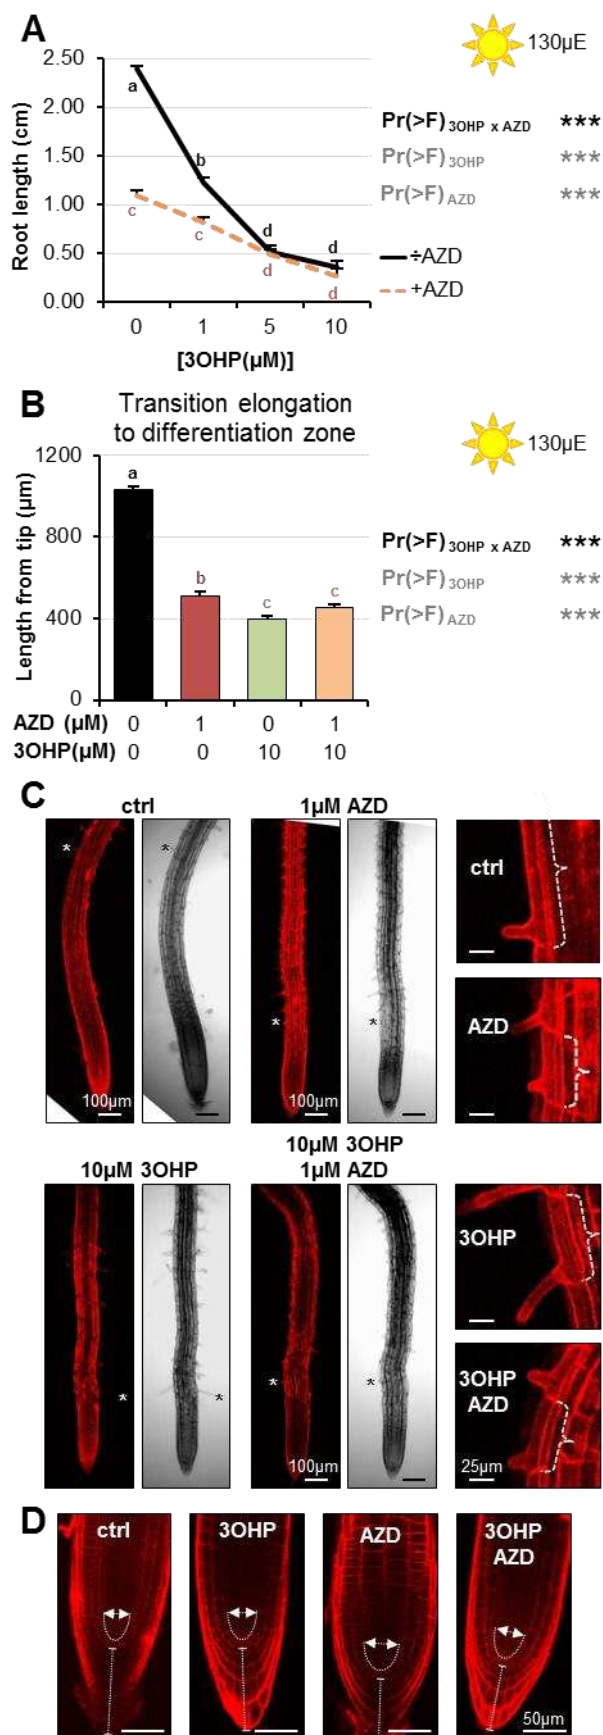 A
130µE
2.50
2.00
1.50
1.00
0.50
0.00
Root length (cm)
a
b
c
c
d
d
d
d
0 1 5 10
[3OHP(µM)]
Pr(>F)3OHP x AZD ***
Pr(>F)3OHP ***
Pr(>F)AZD ***
÷AZD
+AZD
B
Transition elongation
to differentiation zone
130µE
1200
800
400
0
Length from tip (µm)
a
b
c
c
AZD (µM) 0 1 0 1
3OHP(µM) 0 0 10 10
Pr(>F)3OHP x AZD ***
Pr(>F)3OHP ***
Pr(>F)AZD ***
C
ctrl
1µM AZD
* * * *
100µm
100µm
ctrl
AZD
10µM 3OHP
10µM 3OHP
1µM AZD
* * * *
100µm
3OHP
3OHP
AZD
25µm
D
ctrl
3OHP
AZD
3OHP
AZD
50µm